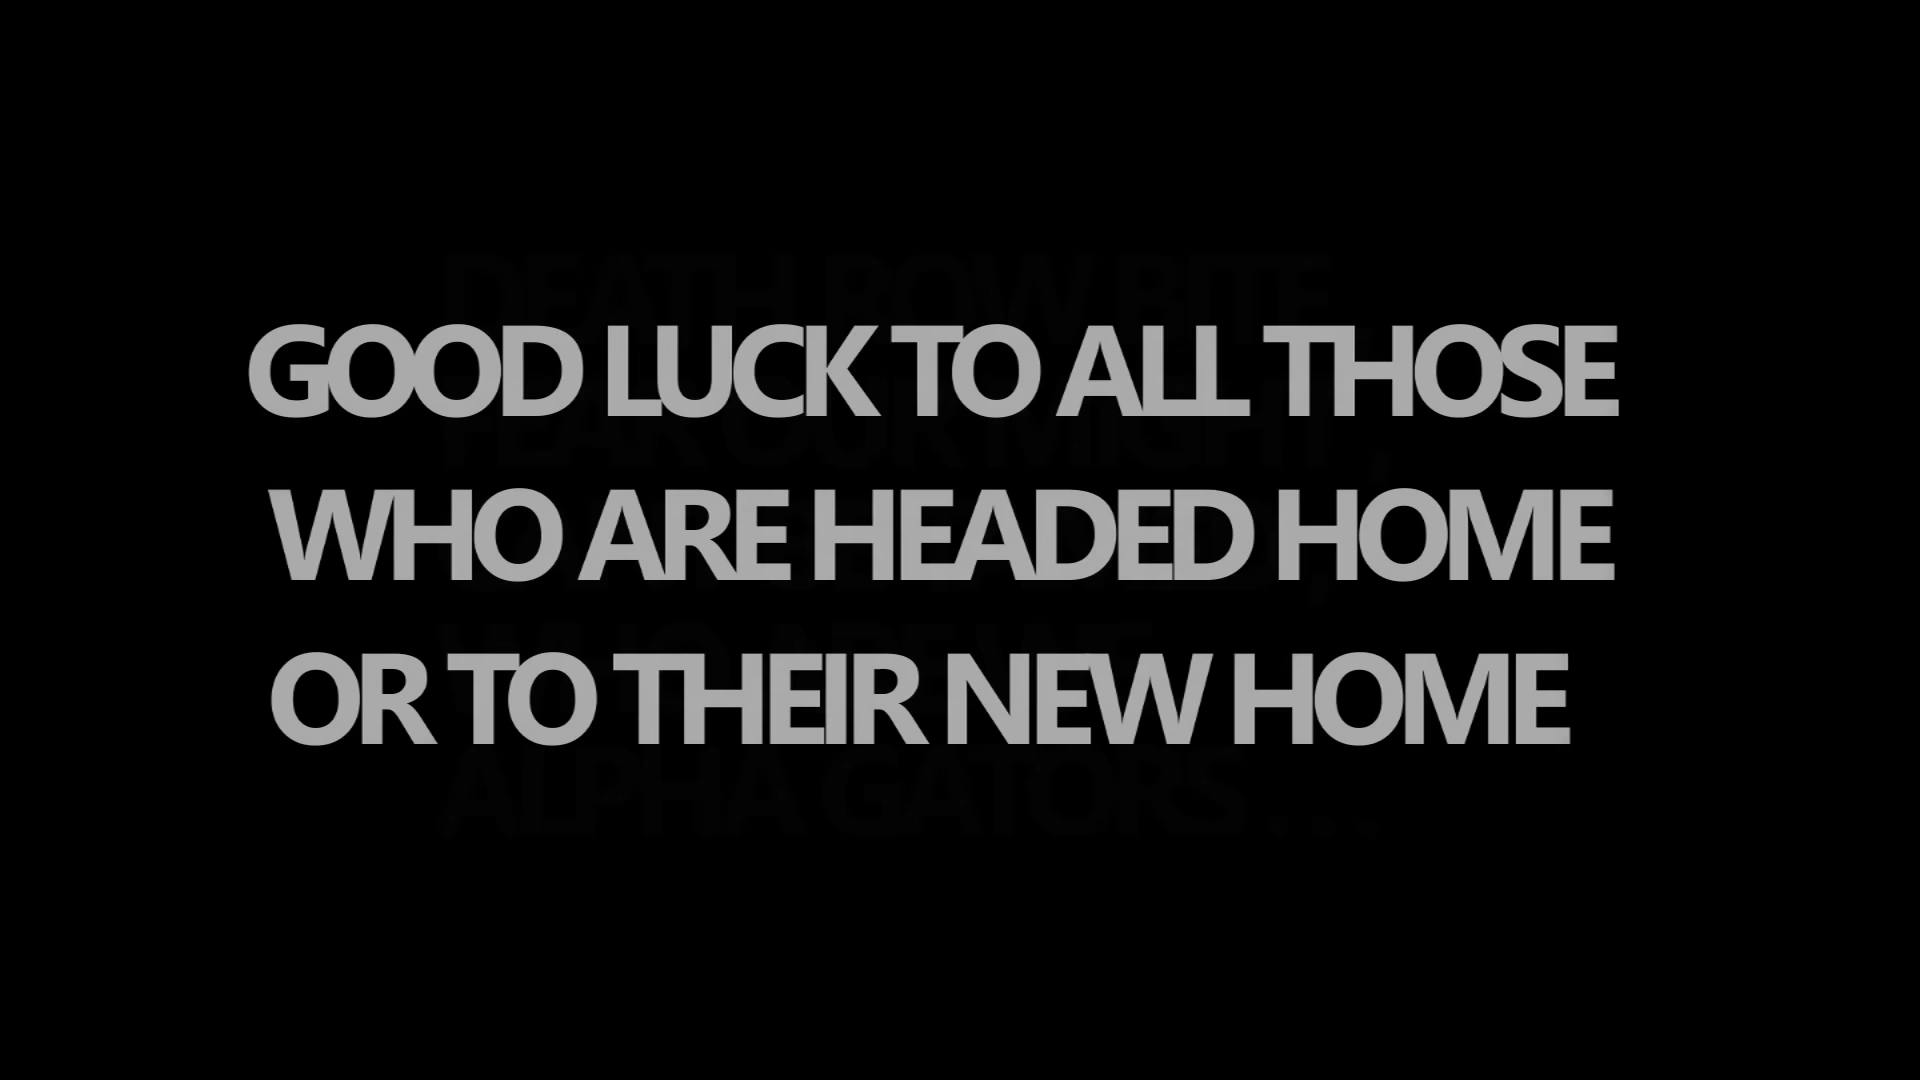 DEATH ROW BITE
GOOD LUCK TO ALL THOSE
FEAR OUR MIGHT ,
WHO ARE HEADED HOME
WHO ARE WE
OR TO THEIR NEW HOME
ALPHA GATORS . . .